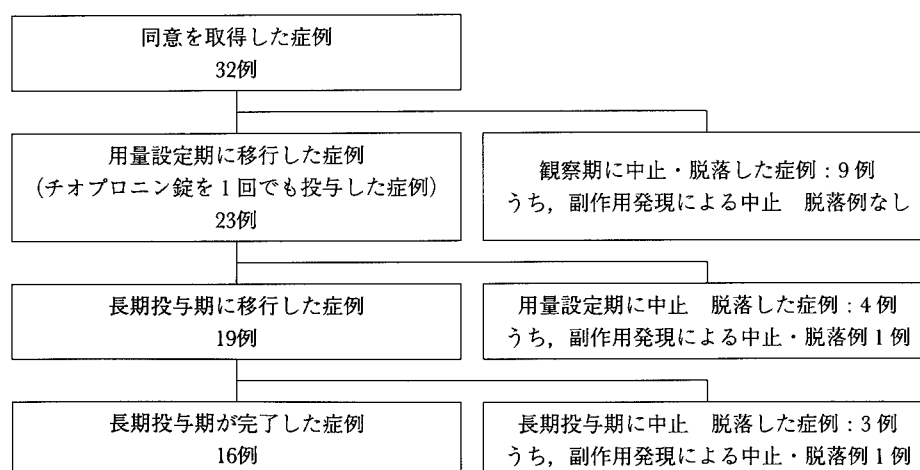 同意を取得した症例
32例
用量設定期に移行した症例
(チオプロニン錠を1回でも投与した症例)
23例
観察期に中止・脱落した症例：9例
うち，副作用発現による中止　脱落例なし
長期投与期に移行した症例
19例
用量設定期に中止　脱落した症例：4例
うち，副作用発現による中止・脱落例1例
長期投与期が完了した症例
16例
長期投与期に中止　脱落した症例：3例
うち，副作用発現による中止・脱落例1例